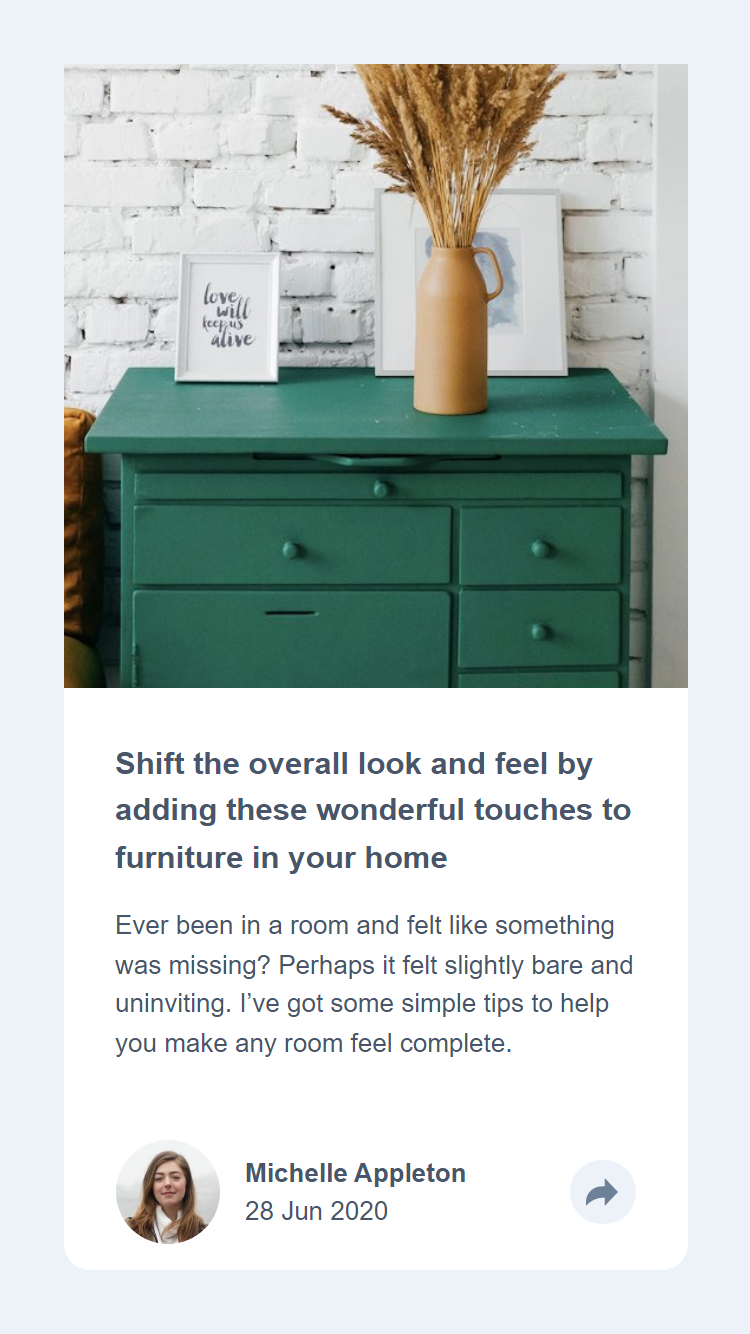 love
will
keep us
alive
Shift the overall look and feel by
adding these wonderful touches to
furniture in your home
Ever been in a room and felt like something
was missing? Perhaps it felt slightly bare and
uninviting. I’ve got some simple tips to help
you make any room feel complete.
Michelle Appleton
28 Jun 2020